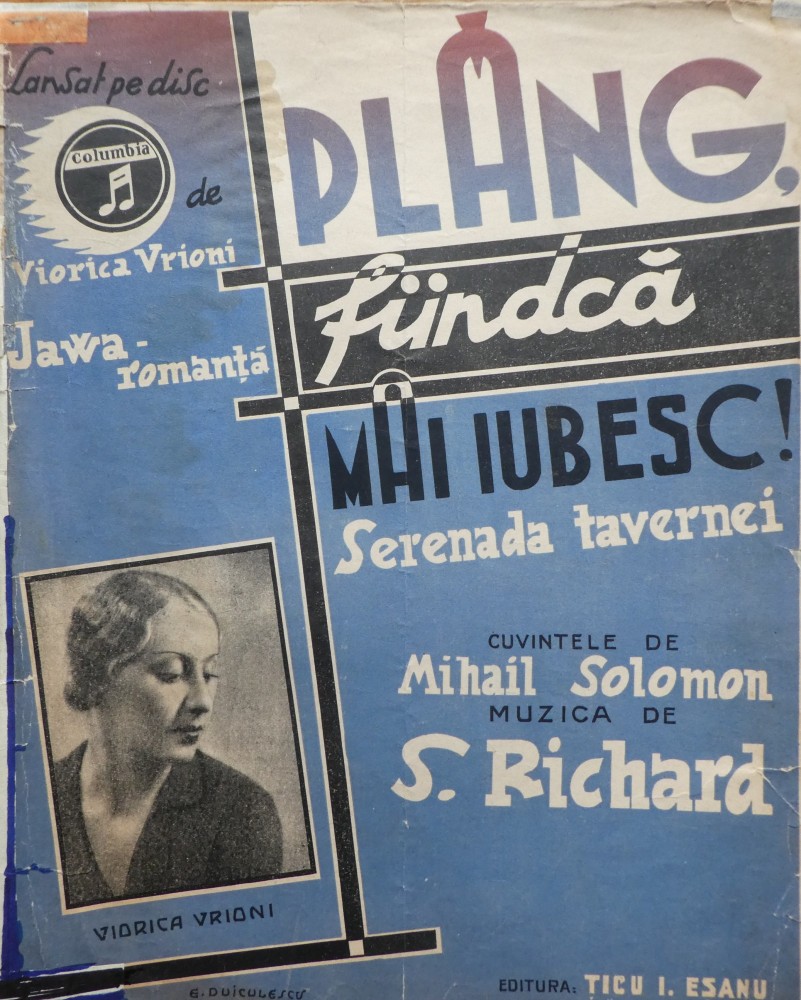 Lansat pe disc
Columbia
de
Viorica Vrioni
Jawa-
romanță
PLÂNG,
fiindcă
MAI IUBESC!
Serenada tavernei
CUVINTELE DE
Mihail Solomon
MUZICA DE
S. Richard
VIORICA VRIONI
E. DUICULESCU
EDITURA: TICU I. ESANU